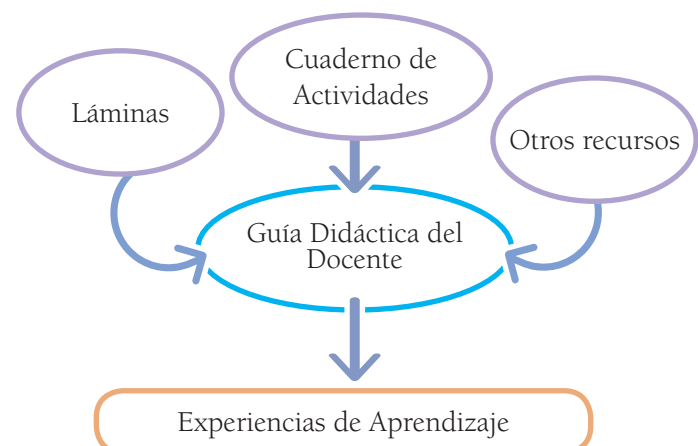 Láminas
Cuaderno de
Actividades
Otros recursos
Guía Didáctica del
Docente
Experiencias de Aprendizaje